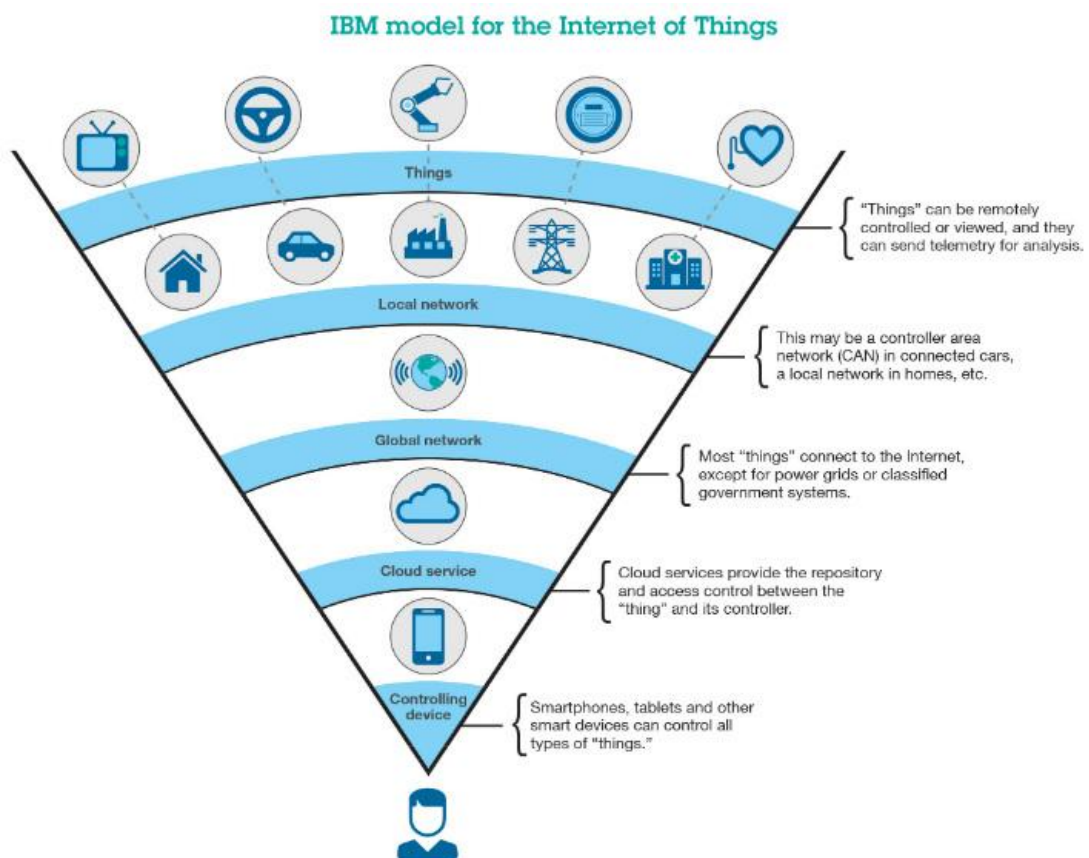 IBM model for the Internet of Things
Things
“Things” can be remotely
controlled or viewed, and they
can send telemetry for analysis.
Local network
This may be a controller area
network (CAN) in connected cars,
a local network in homes, etc.
Global network
Most “things” connect to the Internet,
except for power grids or classified
government systems.
Cloud service
Cloud services provide the repository
and access control between the
“thing” and its controller.
Controlling
device
Smartphones, tablets and other
smart devices can control all
types of “things.”